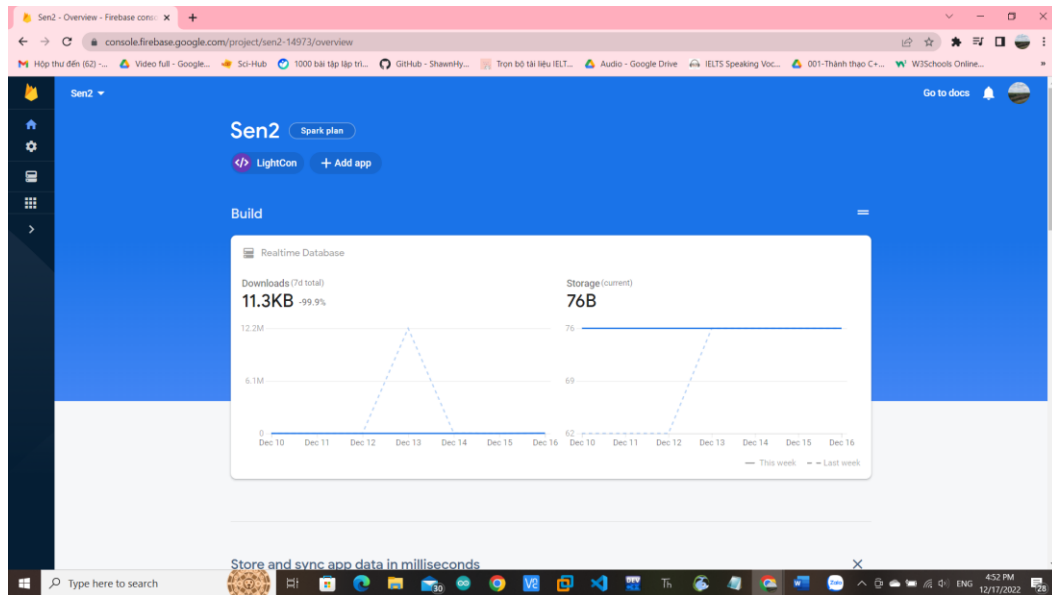 Sen2 - Overview - Firebase conso
console.firebase.google.com/project/sen2-14973/overview
Hộp thư đến (62) -... Video full - Google... Sci-Hub 1000 bài tập lập trì... GitHub - ShawnHy... Trọn bộ tài liệu IELT... Audio - Google Drive IELTS Speaking Voc... 001-Thành thạo C+... W3Schools Online...
Sen2 Go to docs
Sen2 Spark plan
LightCon + Add app
Build
Realtime Database
Downloads (7d total) Storage (current)
11.3KB -99.9% 76B
12.2M 76
6.1M 69
0 62
Dec 10 Dec 11 Dec 12 Dec 13 Dec 14 Dec 15 Dec 16 Dec 10 Dec 11 Dec 12 Dec 13 Dec 14 Dec 15 Dec 16
This week Last week
Store and sync app data in milliseconds
Type here to search 30 ENG 4:52 PM
12/17/2022 28